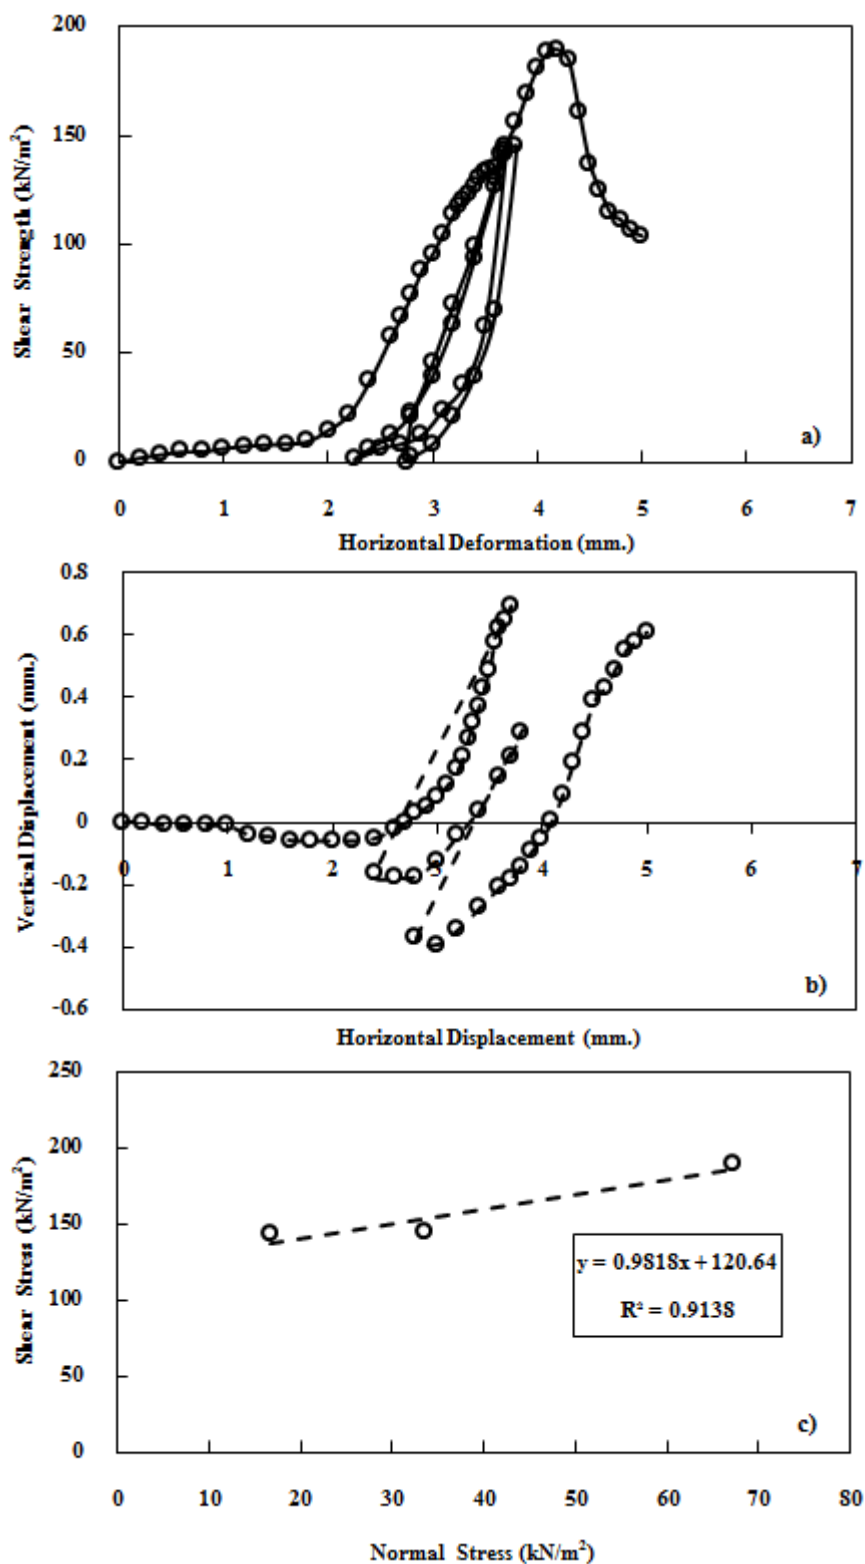 200
150
100
50
0
Shear Strength (kN/m²)
a)
0 1 2 3 4 5 6 7
Horizontal Deformation (mm.)
0.8
0.6
0.4
0.2
0
-0.2
-0.4
-0.6
Vertical Displacement (mm.)
0 1 2 3 4 5 6 7
b)
Horizontal Displacement (mm.)
250
200
150
100
50
0
Shear Stress (kN/m²)
y = 0.9818x + 120.64
R² = 0.9138
c)
0 10 20 30 40 50 60 70 80
Normal Stress (kN/m²)